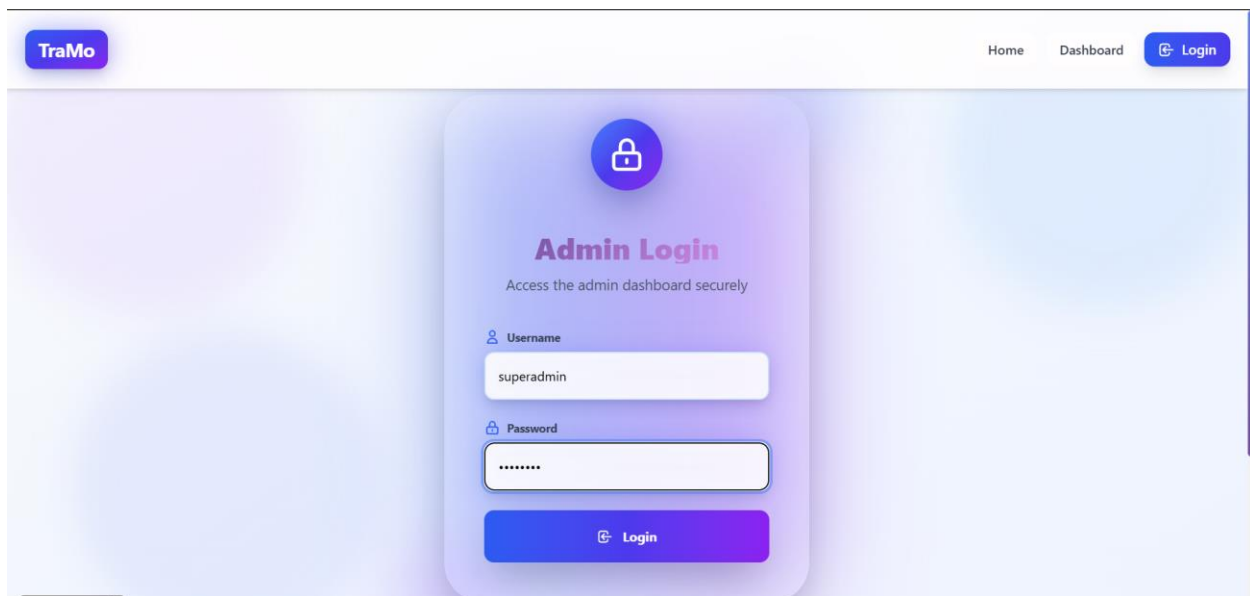 TraMo
Home Dashboard Login
Admin Login
Access the admin dashboard securely
Username
superadmin
Password
••••••••
Login